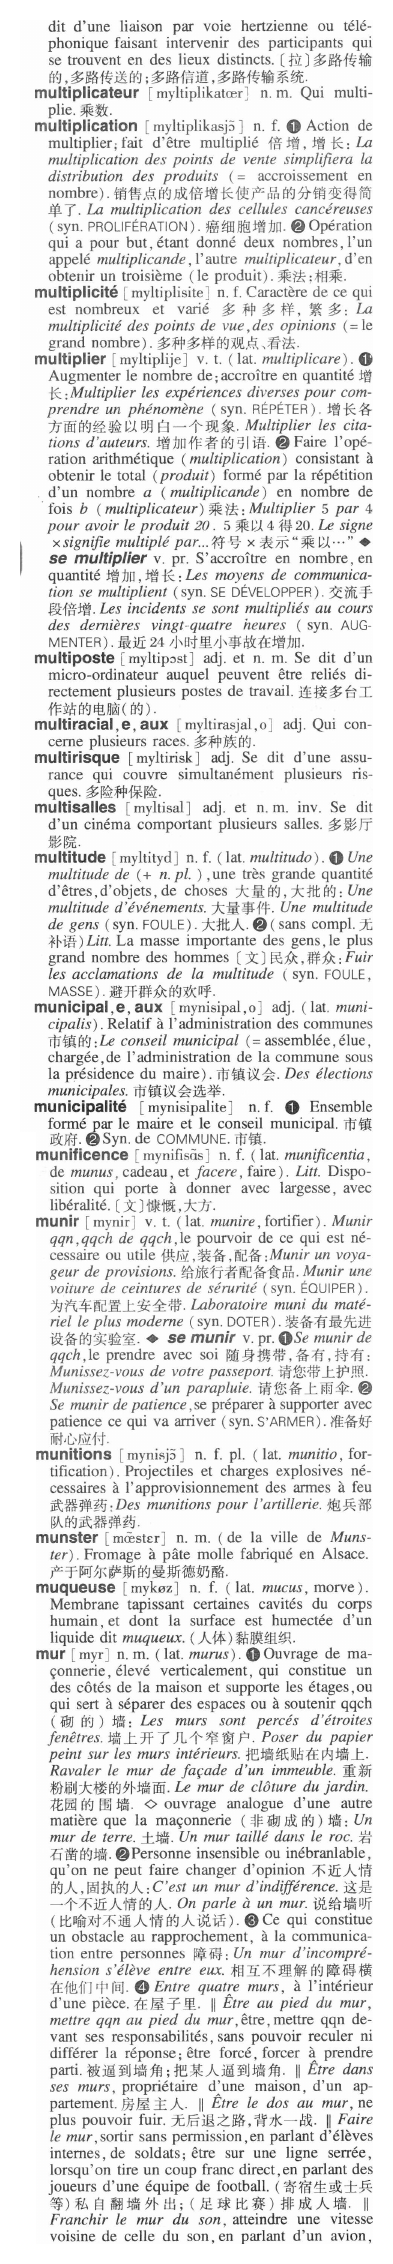 dit d'une liaison par voie hertzienne ou télé-
phonique faisant intervenir des participants qui
se trouvent en des lieux distincts.〔拉〕多路传输
的,多路传送的;多路信道,多路传输系统.
multiplicateur [myltiplikatœr] n. m. Qui multi-
plie. 乘数.
multiplication [myltiplikasjɔ̃] n. f. ❶ Action de
multiplier; fait d'être multiplié 倍增, 增长: La
multiplication des points de vente simplifiera la
distribution des produits (= accroissement en
nombre). 销售点的成倍增长使产品的分销变得简
单了. La multiplication des cellules cancéreuses
(syn. PROLIFÉRATION). 癌细胞增加. ❷ Opération
qui a pour but, étant donné deux nombres, l'un
appelé multiplicande, l'autre multiplicateur, d'en
obtenir un troisième (le produit). 乘法;相乘.
multiplicité [myltiplisite] n. f. Caractère de ce qui
est nombreux et varié 多种多样, 繁多: La
multiplicité des points de vue, des opinions (= le
grand nombre). 多种多样的观点、看法.
multiplier [myltiplije] v. t. (lat. multiplicare). ❶
Augmenter le nombre de; accroître en quantité 增
长: Multiplier les expériences diverses pour com-
prendre un phénomène (syn. RÉPÉTER). 增长各
方面的经验以明白一个现象. Multiplier les cita-
tions d'auteurs. 增加作者的引语. ❷ Faire l'opé-
ration arithmétique (multiplication) consistant à
obtenir le total (produit) formé par la répétition
d'un nombre a (multiplicande) en nombre de
fois b (multiplicateur) 乘法: Multiplier 5 par 4
pour avoir le produit 20. 5 乘以 4 得 20. Le signe
×signifie multiplé par... 符号 × 表示“乘以…” ◆
se multiplier v. pr. S'accroître en nombre, en
quantité 增加,增长: Les moyens de communica-
tion se multiplient (syn. SE DÉVELOPPER). 交流手
段倍增. Les incidents se sont multipliés au cours
des dernières vingt-quatre heures (syn. AUG-
MENTER). 最近 24 小时里小事故在增加.
multiposte [myltipɔst] adj. et n. m. Se dit d'un
micro-ordinateur auquel peuvent être reliés di-
rectement plusieurs postes de travail. 连接多台工
作站的电脑(的).
multiracial, e, aux [myltirasjal, o] adj. Qui con-
cerne plusieurs races. 多种族的.
multirisque [myltirisk] adj. Se dit d'une assu-
rance qui couvre simultanément plusieurs ris-
ques. 多险种保险.
multisalles [myltisal] adj. et n. m. inv. Se dit
d'un cinéma comportant plusieurs salles. 多影厅
影院.
multitude [myltityd] n. f. (lat. multitudo). ❶ Une
multitude de (+ n. pl. ), une très grande quantité
d'êtres, d'objets, de choses 大量的,大批的: Une
multitude d'événements. 大量事件. Une multitude
de gens (syn. FOULE). 大批人. ❷ (sans compl. 无
补语) Litt. La masse importante des gens, le plus
grand nombre des hommes〔文〕民众,群众: Fuir
les acclamations de la multitude (syn. FOULE,
MASSE). 避开群众的欢呼.
municipal, e, aux [mynisipal, o] adj. (lat. muni-
cipalis). Relatif à l'administration des communes
市镇的: Le conseil municipal (= assemblée, élue,
chargée, de l'administration de la commune sous
la présidence du maire). 市镇议会. Des élections
municipales. 市镇议会选举.
municipalité [mynisipalite] n. f. ❶ Ensemble
formé par le maire et le conseil municipal. 市镇
政府. ❷ Syn. de COMMUNE. 市镇.
munificence [mynifisãs] n. f. (lat. munificentia,
de munus, cadeau, et facere, faire). Litt. Dispo-
sition qui porte à donner avec largesse, avec
libéralité.〔文〕慷慨,大方.
munir [mynir] v. t. (lat. munire, fortifier). Munir
qqn, qqch de qqch, le pourvoir de ce qui est né-
cessaire ou utile 供应,装备,配备: Munir un voya-
geur de provisions. 给旅行者配备食品. Munir une
voiture de ceintures de sérurité (syn. ÉQUIPER).
为汽车配置上安全带. Laboratoire muni du maté-
riel le plus moderne (syn. DOTER). 装备有最先进
设备的实验室. ◆ se munir v. pr. ❶ Se munir de
qqch, le prendre avec soi 随身携带,备有,持有:
Munissez-vous de votre passeport. 请您带上护照.
Munissez-vous d'un parapluie. 请您备上雨伞. ❷
Se munir de patience, se préparer à supporter avec
patience ce qui va arriver (syn. S'ARMER). 准备好
耐心应付.
munitions [mynisjɔ̃] n. f. pl. (lat. munitio, for-
tification). Projectiles et charges explosives né-
cessaires à l'approvisionnement des armes à feu
武器弹药: Des munitions pour l'artillerie. 炮兵部
队的武器弹药.
munster [mœ̃stɛr] n. m. (de la ville de Muns-
ter). Fromage à pâte molle fabriqué en Alsace.
产于阿尔萨斯的曼斯德奶酪.
muqueuse [mykøz] n. f. (lat. mucus, morve).
Membrane tapissant certaines cavités du corps
humain, et dont la surface est humectée d'un
liquide dit muqueux. (人体)黏膜组织.
mur [myr] n. m. (lat. murus). ❶ Ouvrage de ma-
çonnerie, élevé verticalement, qui constitue un
des côtés de la maison et supporte les étages, ou
qui sert à séparer des espaces ou à soutenir qqch
(砌的)墙: Les murs sont percés d'étroites
fenêtres. 墙上开了几个窄窗户. Poser du papier
peint sur les murs intérieurs. 把墙纸贴在内墙上.
Ravaler le mur de façade d'un immeuble. 重新
粉刷大楼的外墙面. Le mur de clôture du jardin.
花园的围墙. ◇ ouvrage analogue d'une autre
matière que la maçonnerie (非砌成的)墙: Un
mur de terre. 土墙. Un mur taillé dans le roc. 岩
石凿的墙. ❷ Personne insensible ou inébranlable,
qu'on ne peut faire changer d'opinion 不近人情
的人,固执的人: C'est un mur d'indifférence. 这是
一个不近人情的人. On parle à un mur. 说给墙听
(比喻对不通人情的人说话). ❸ Ce qui constitue
un obstacle au rapprochement, à la communica-
tion entre personnes 障碍: Un mur d'incompré-
hension s'élève entre eux. 相互不理解的障碍横
在他们中间. ❹ Entre quatre murs, à l'intérieur
d'une pièce. 在屋子里. ‖ Être au pied du mur,
mettre qqn au pied du mur, être, mettre qqn de-
vant ses responsabilités, sans pouvoir reculer ni
différer la réponse; être forcé, forcer à prendre
parti. 被逼到墙角;把某人逼到墙角. ‖ Être dans
ses murs, propriétaire d'une maison, d'un ap-
partement. 房屋主人. ‖ Être le dos au mur, ne
plus pouvoir fuir. 无后退之路,背水一战. ‖ Faire
le mur, sortir sans permission, en parlant d'élèves
internes, de soldats; être sur une ligne serrée,
lorsqu'on tire un coup franc direct, en parlant des
joueurs d'une équipe de football. (寄宿生或士兵
等)私自翻墙外出;(足球比赛)排成人墙. ‖
Franchir le mur du son, atteindre une vitesse
voisine de celle du son, en parlant d'un avion,